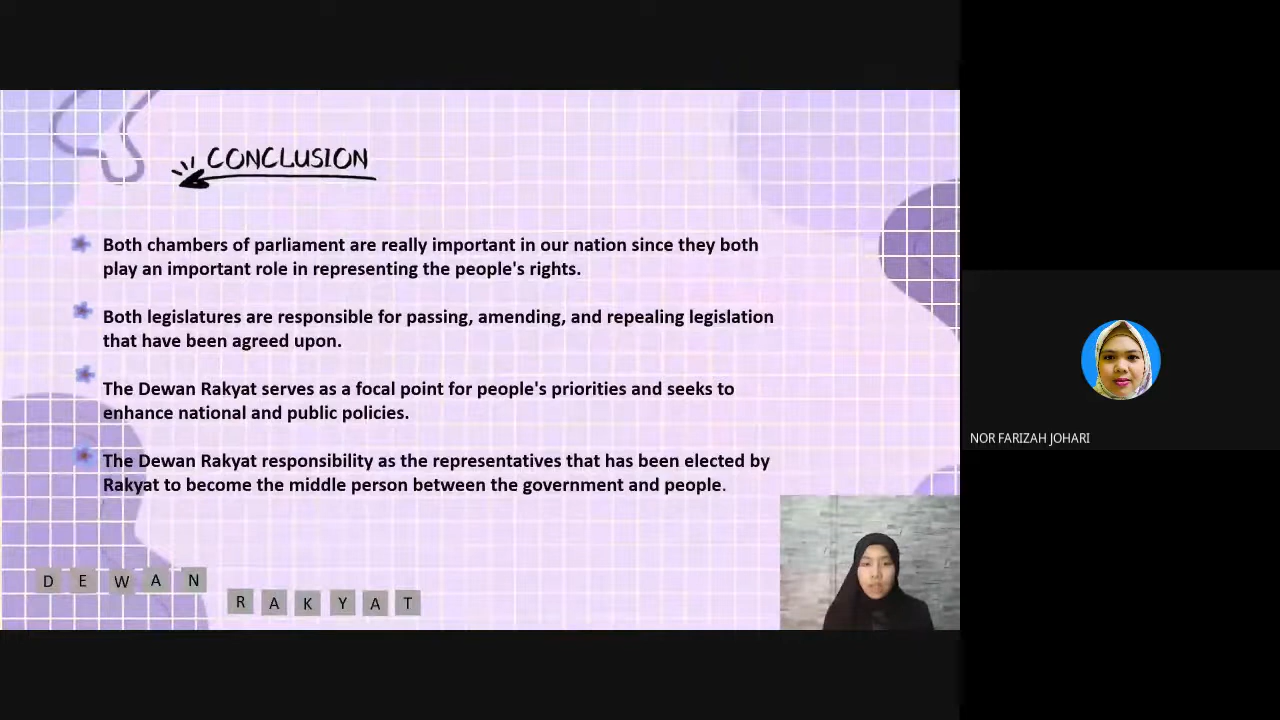 CONCLUSION
Both chambers of parliament are really important in our nation since they both
play an important role in representing the people's rights.
Both legislatures are responsible for passing, amending, and repealing legislation
that have been agreed upon.
The Dewan Rakyat serves as a focal point for people's priorities and seeks to
enhance national and public policies.
The Dewan Rakyat responsibility as the representatives that has been elected by
Rakyat to become the middle person between the government and people.
DEWAN
RAKYAT
NOR FARIZAH JOHARI